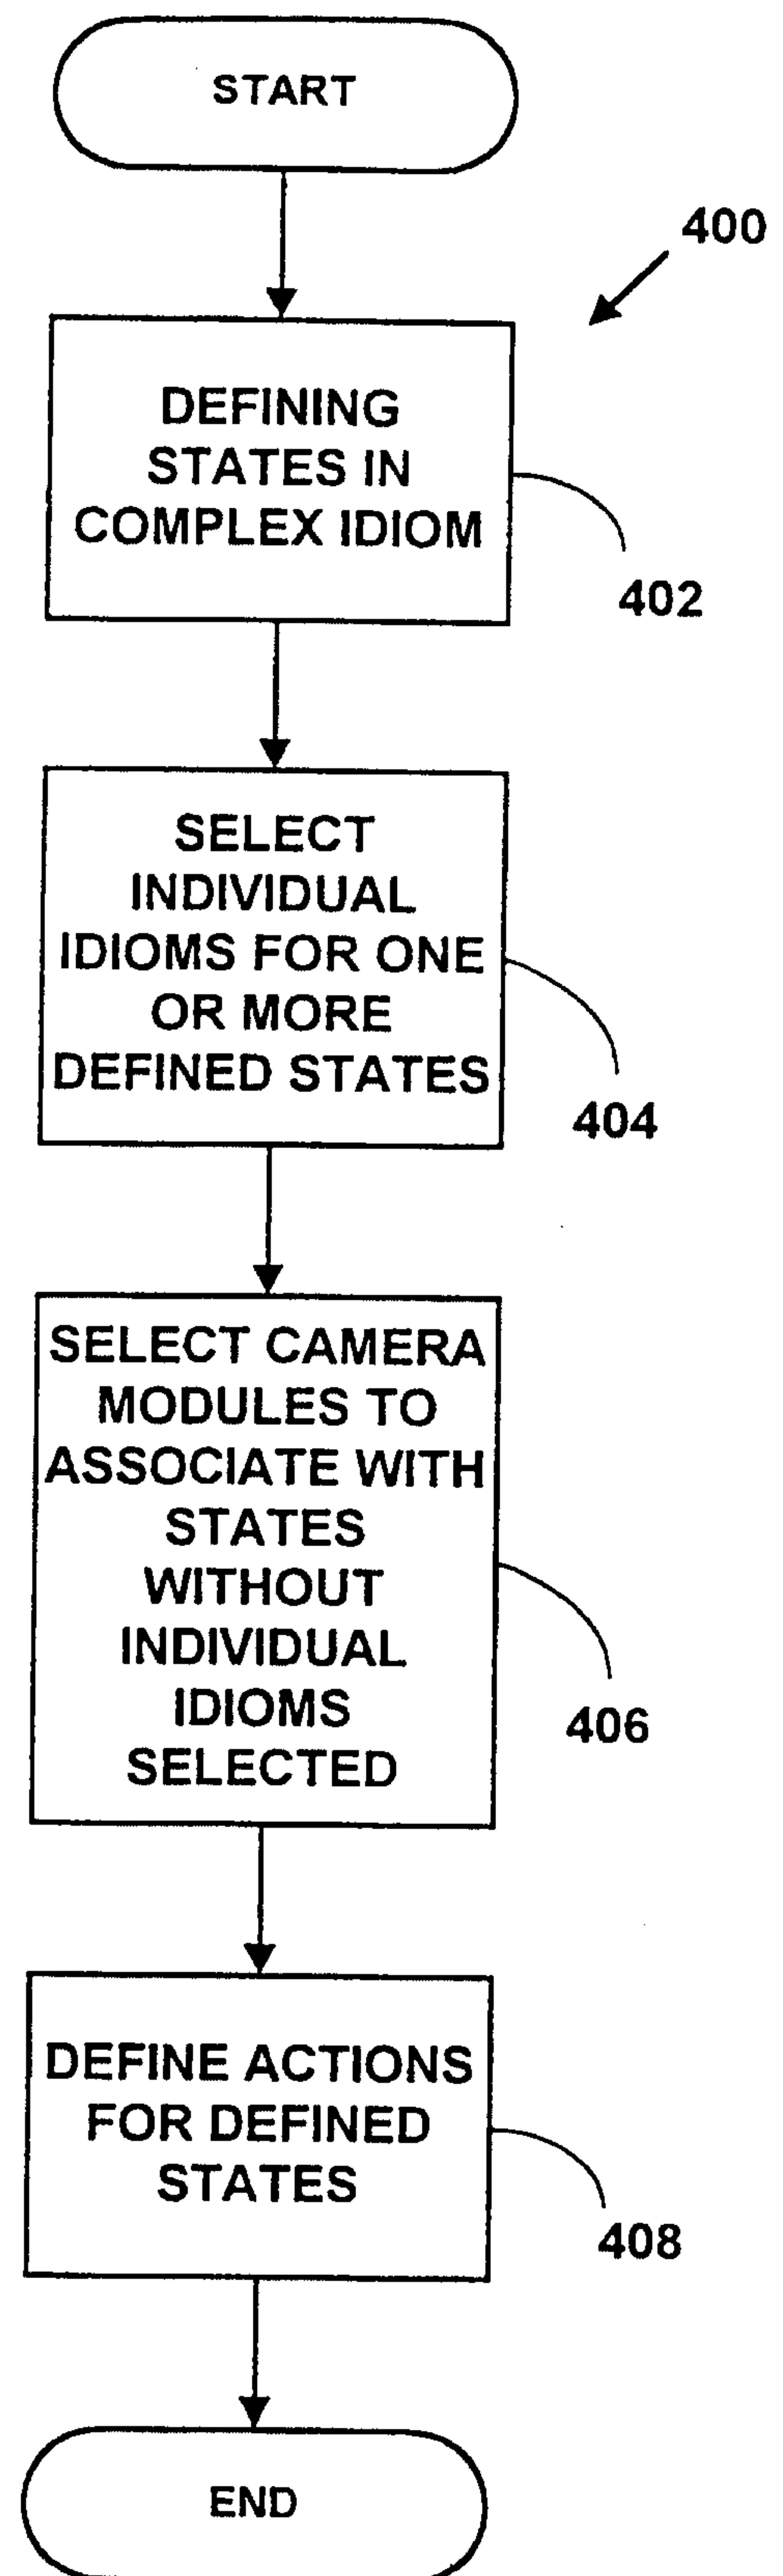 START
400
DEFINING
STATES IN
COMPLEX IDIOM
402
SELECT
INDIVIDUAL
IDIOMS FOR ONE
OR MORE
DEFINED STATES
404
SELECT CAMERA
MODULES TO
ASSOCIATE WITH
STATES
WITHOUT
INDIVIDUAL
IDIOMS
SELECTED
406
DEFINE ACTIONS
FOR DEFINED
STATES
408
END